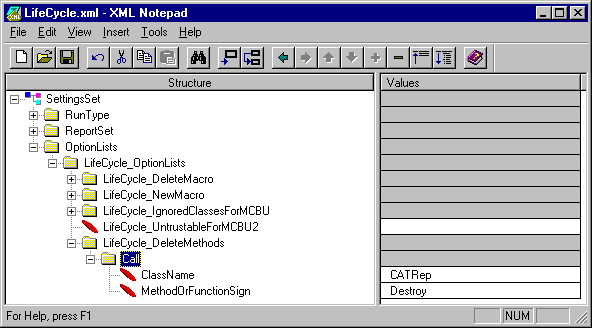 LifeCycle.xml - XML Notepad
File Edit View Insert Tools Help
Structure Values
SettingsSet
RunType
ReportSet
OptionLists
LifeCycle_OptionLists
LifeCycle_DeleteMacro
LifeCycle_NewMacro
LifeCycle_IgnoredClassesForMCBU
LifeCycle_UntrustableForMCBU2
LifeCycle_DeleteMethods
Call
ClassName CATRep
MethodOrFunctionSign Destroy
For Help, press F1 NUM